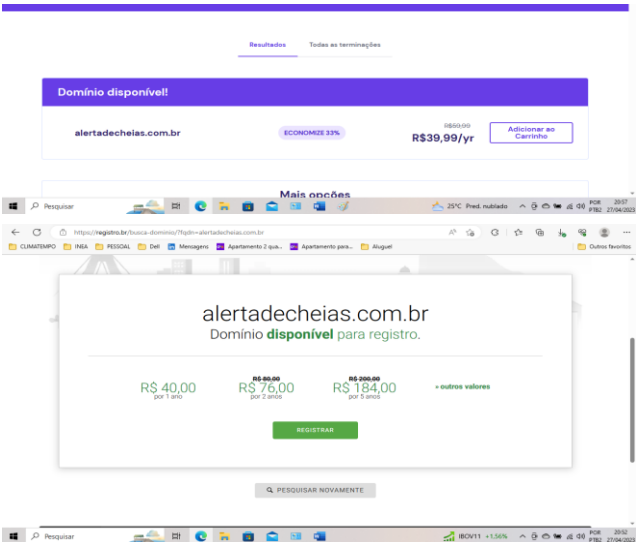 Resultados Todas as terminações
Domínio disponível!
alertadecheias.com.br ECONOMIZE 33% R$59,99 R$39,99/yr Adicionar ao Carrinho
Mais opções
Pesquisar 25°C Pred. nublado POR 20:57
PTB2 27/04/2023
https://registro.br/busca-dominio/?fqdn=alertadecheias.com.br
CLIMATEMPO INEA PESSOAL Dell Mensagens Apartamento 2 qua... Apartamento para... Aluguel Outros favoritos
alertadecheias.com.br
Domínio disponível para registro.
R$ 80,00 R$ 200,00
R$ 40,00 R$ 76,00 R$ 184,00 + outros valores
por 1 ano por 2 anos por 5 anos
REGISTRAR
PESQUISAR NOVAMENTE
Pesquisar IBOV11 +1,56% POR 20:52
PTB2 27/04/2023